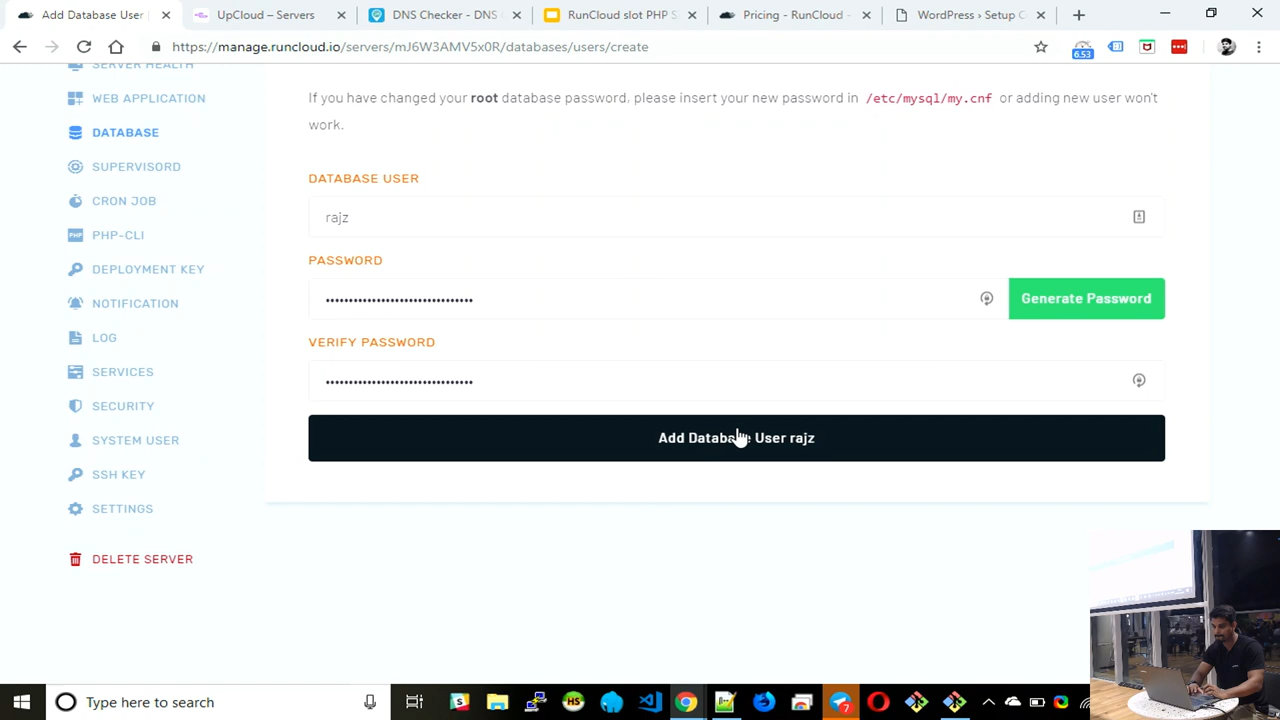 Add Database User
UpCloud – Servers
DNS Checker - DNS
RunCloud slot PHP S
Pricing - RunCloud -
WordPress › Setup C
https://manage.runcloud.io/servers/mJ6W3AMV5x0R/databases/users/create
6.53
SERVER HEALTH
WEB APPLICATION
DATABASE
SUPERVISORD
CRON JOB
PHP-CLI
DEPLOYMENT KEY
NOTIFICATION
LOG
SERVICES
SECURITY
SYSTEM USER
SSH KEY
SETTINGS
DELETE SERVER
If you have changed your root database password, please insert your new password in /etc/mysql/my.cnf or adding new user won't
work.
DATABASE USER
rajz
PASSWORD
Generate Password
VERIFY PASSWORD
Add Database User rajz
Type here to search